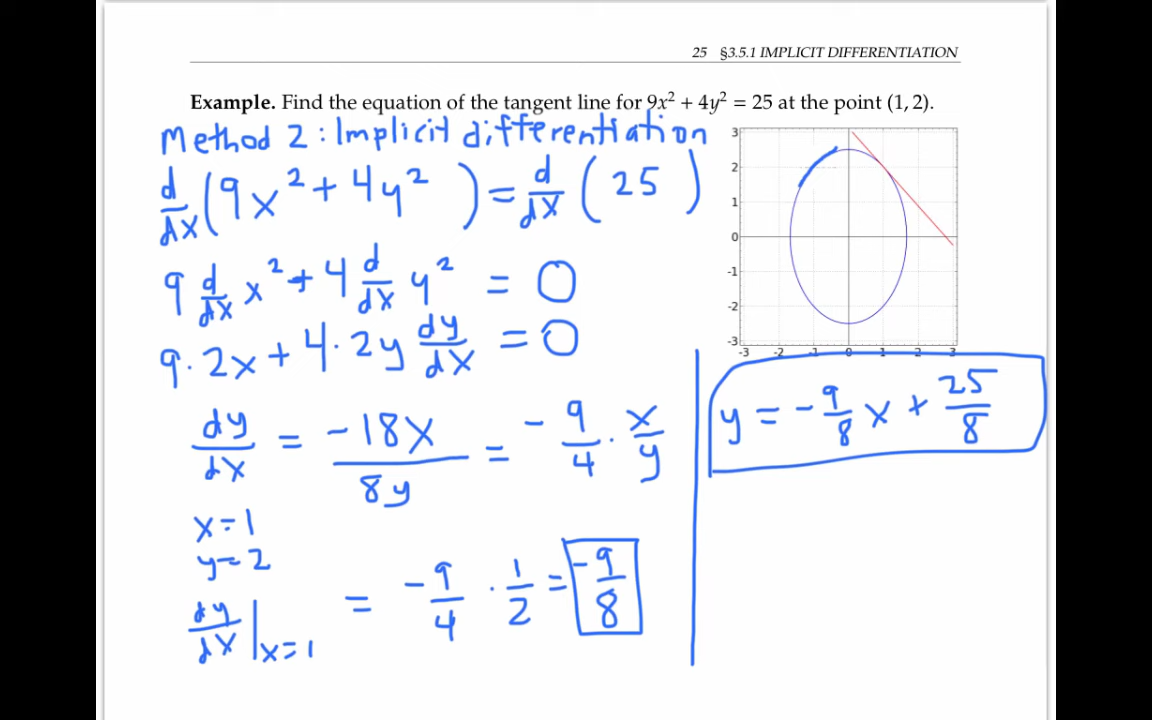 25 §3.5.1 IMPLICIT DIFFERENTIATION
Example. Find the equation of the tangent line for 9x² + 4y² = 25 at the point (1, 2).
Method 2: Implicit differentiation
d/dx (9x² + 4y²) = d/dx (25)
9 d/dx x² + 4 d/dx y² = 0
9·2x + 4·2y dy/dx = 0
dy/dx = -18x/8y = -9/4 · x/y
x=1
y=2
dy/dx |x=1 = -9/4 · 1/2 = -9/8
3
2
1
0
-1
-2
-3
-3 -2 -1 0 1 2 3
y = -9/8 x + 25/8